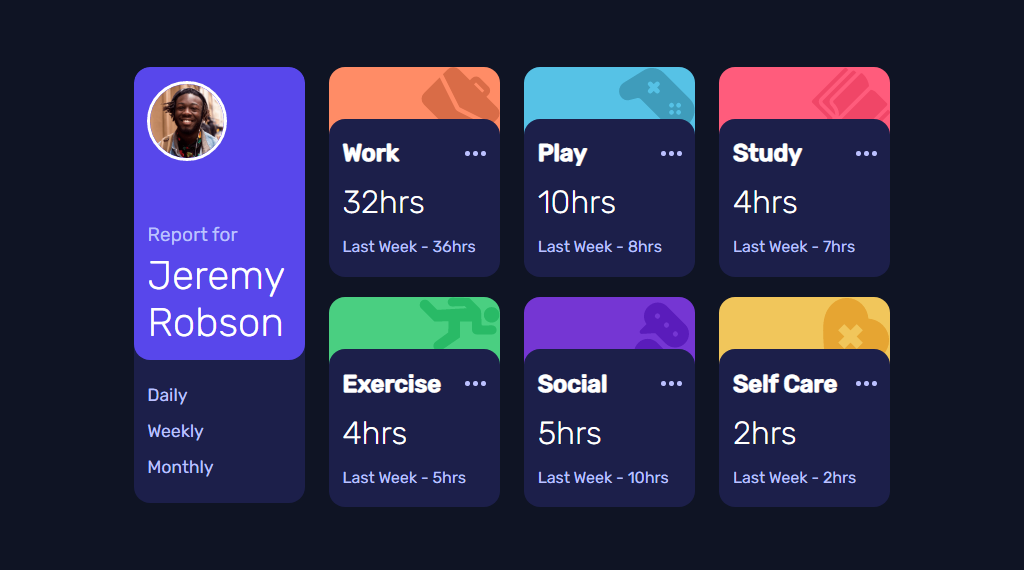 Report for
Jeremy
Robson
Daily
Weekly
Monthly
Work
32hrs
Last Week - 36hrs
Play
10hrs
Last Week - 8hrs
Study
4hrs
Last Week - 7hrs
Exercise
4hrs
Last Week - 5hrs
Social
5hrs
Last Week - 10hrs
Self Care
2hrs
Last Week - 2hrs